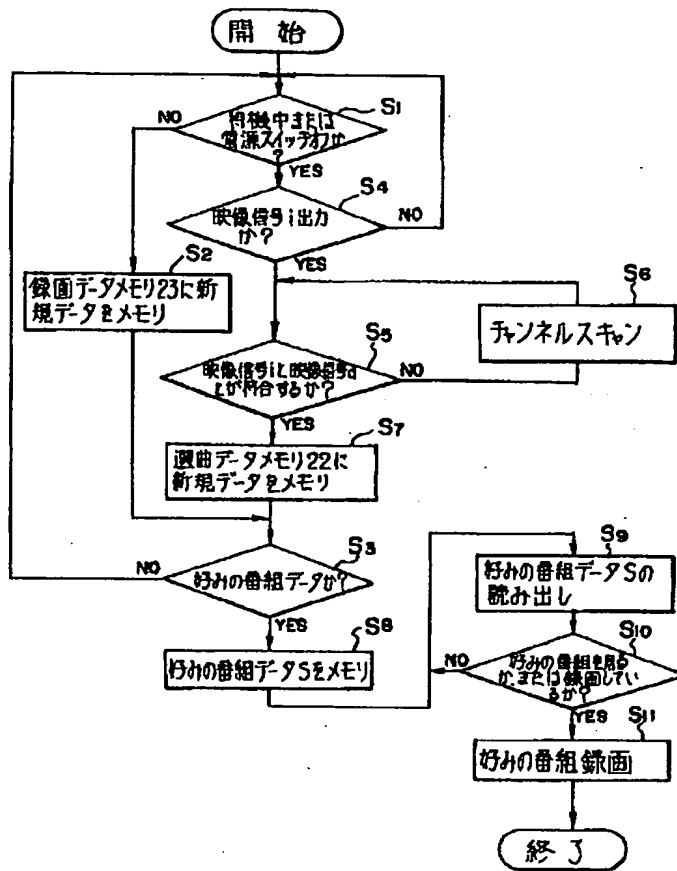 開始
S1
NO
待機中または
電源スイッチオフか
?
YES
S4
映像信号i出力
か?
NO
YES
S2
録画データメモリ23に新
規データをメモリ
S6
チャンネルスキャン
S5
映像信号iと映像信号d
とが符合するか?
NO
YES
S7
選曲データメモリ22に
新規データをメモリ
S3
NO
好みの番組データか?
YES
S8
好みの番組データSをメモリ
S9
好みの番組データSの
読み出し
S10
NO
好みの番組を見る
か、または録画してい
るか?
YES
S11
好みの番組録画
終了